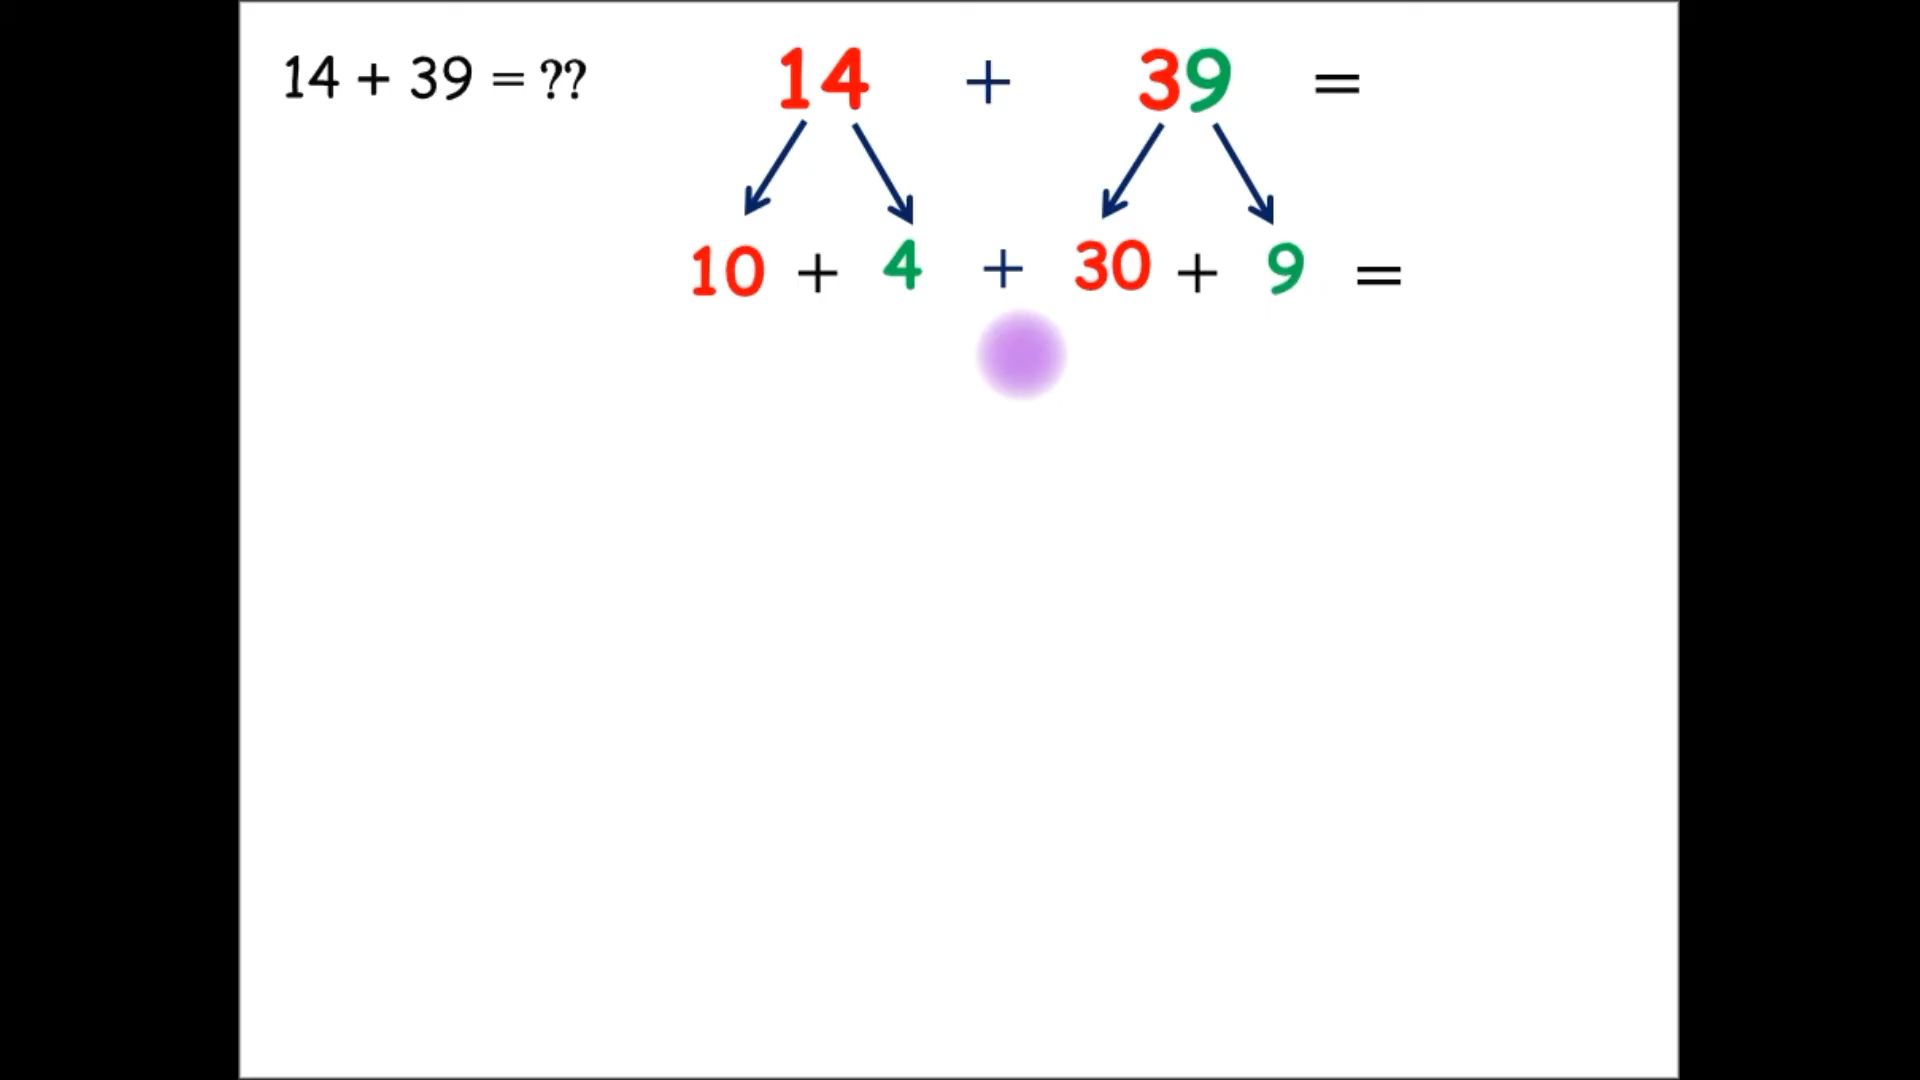 14 + 39 = ??
14 + 39 =
10 + 4 + 30 + 9 =